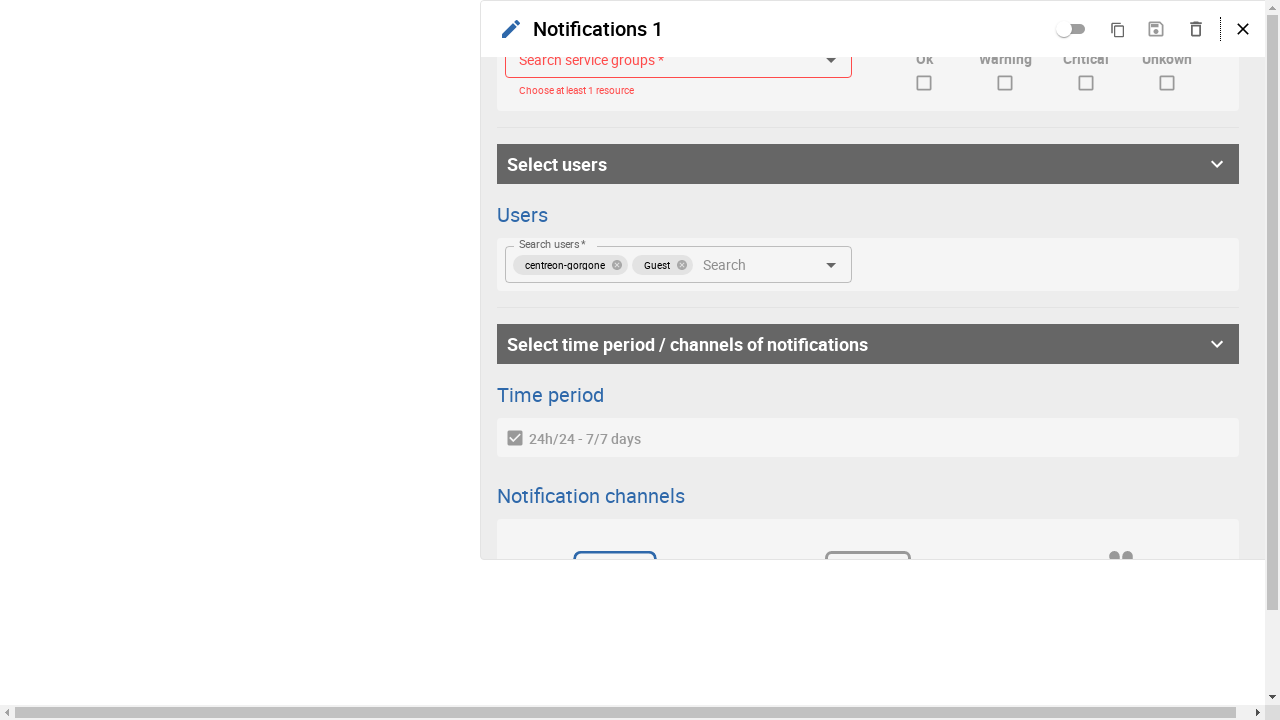 Notifications 1
Search service groups *
Ok Warning Critical Unkown
Choose at least 1 resource
Select users
Users
Search users *
centreon-gorgone Guest Search
Select time period / channels of notifications
Time period
24h/24 - 7/7 days
Notification channels